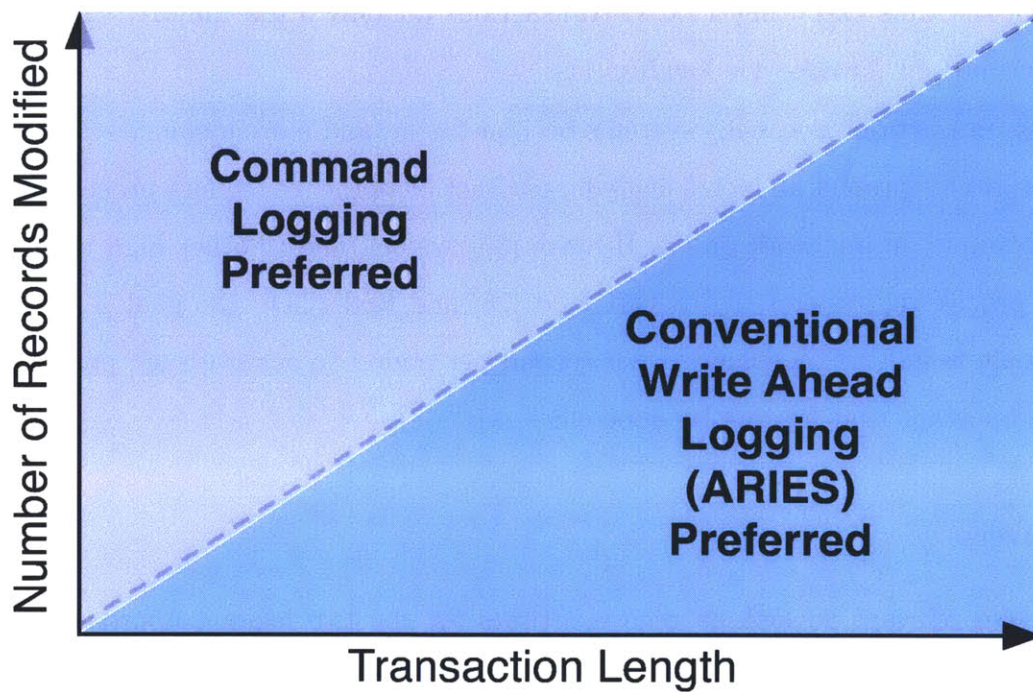 Number of Records Modified
Command
Logging
Preferred
Conventional
Write Ahead
Logging
(ARIES)
Preferred
Transaction Length